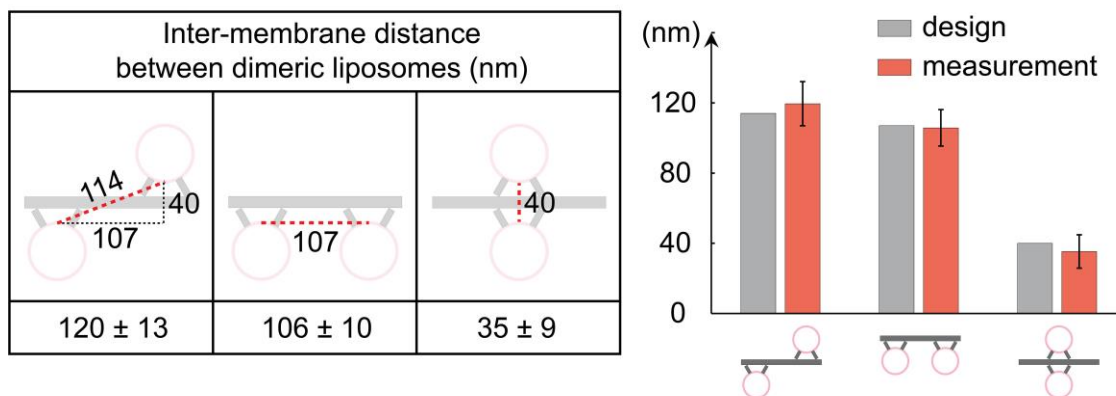 Inter-membrane distance
between dimeric liposomes (nm)
114
40
107
107
40
120 ± 13
106 ± 10
35 ± 9
(nm)
design
measurement
120
80
40
0